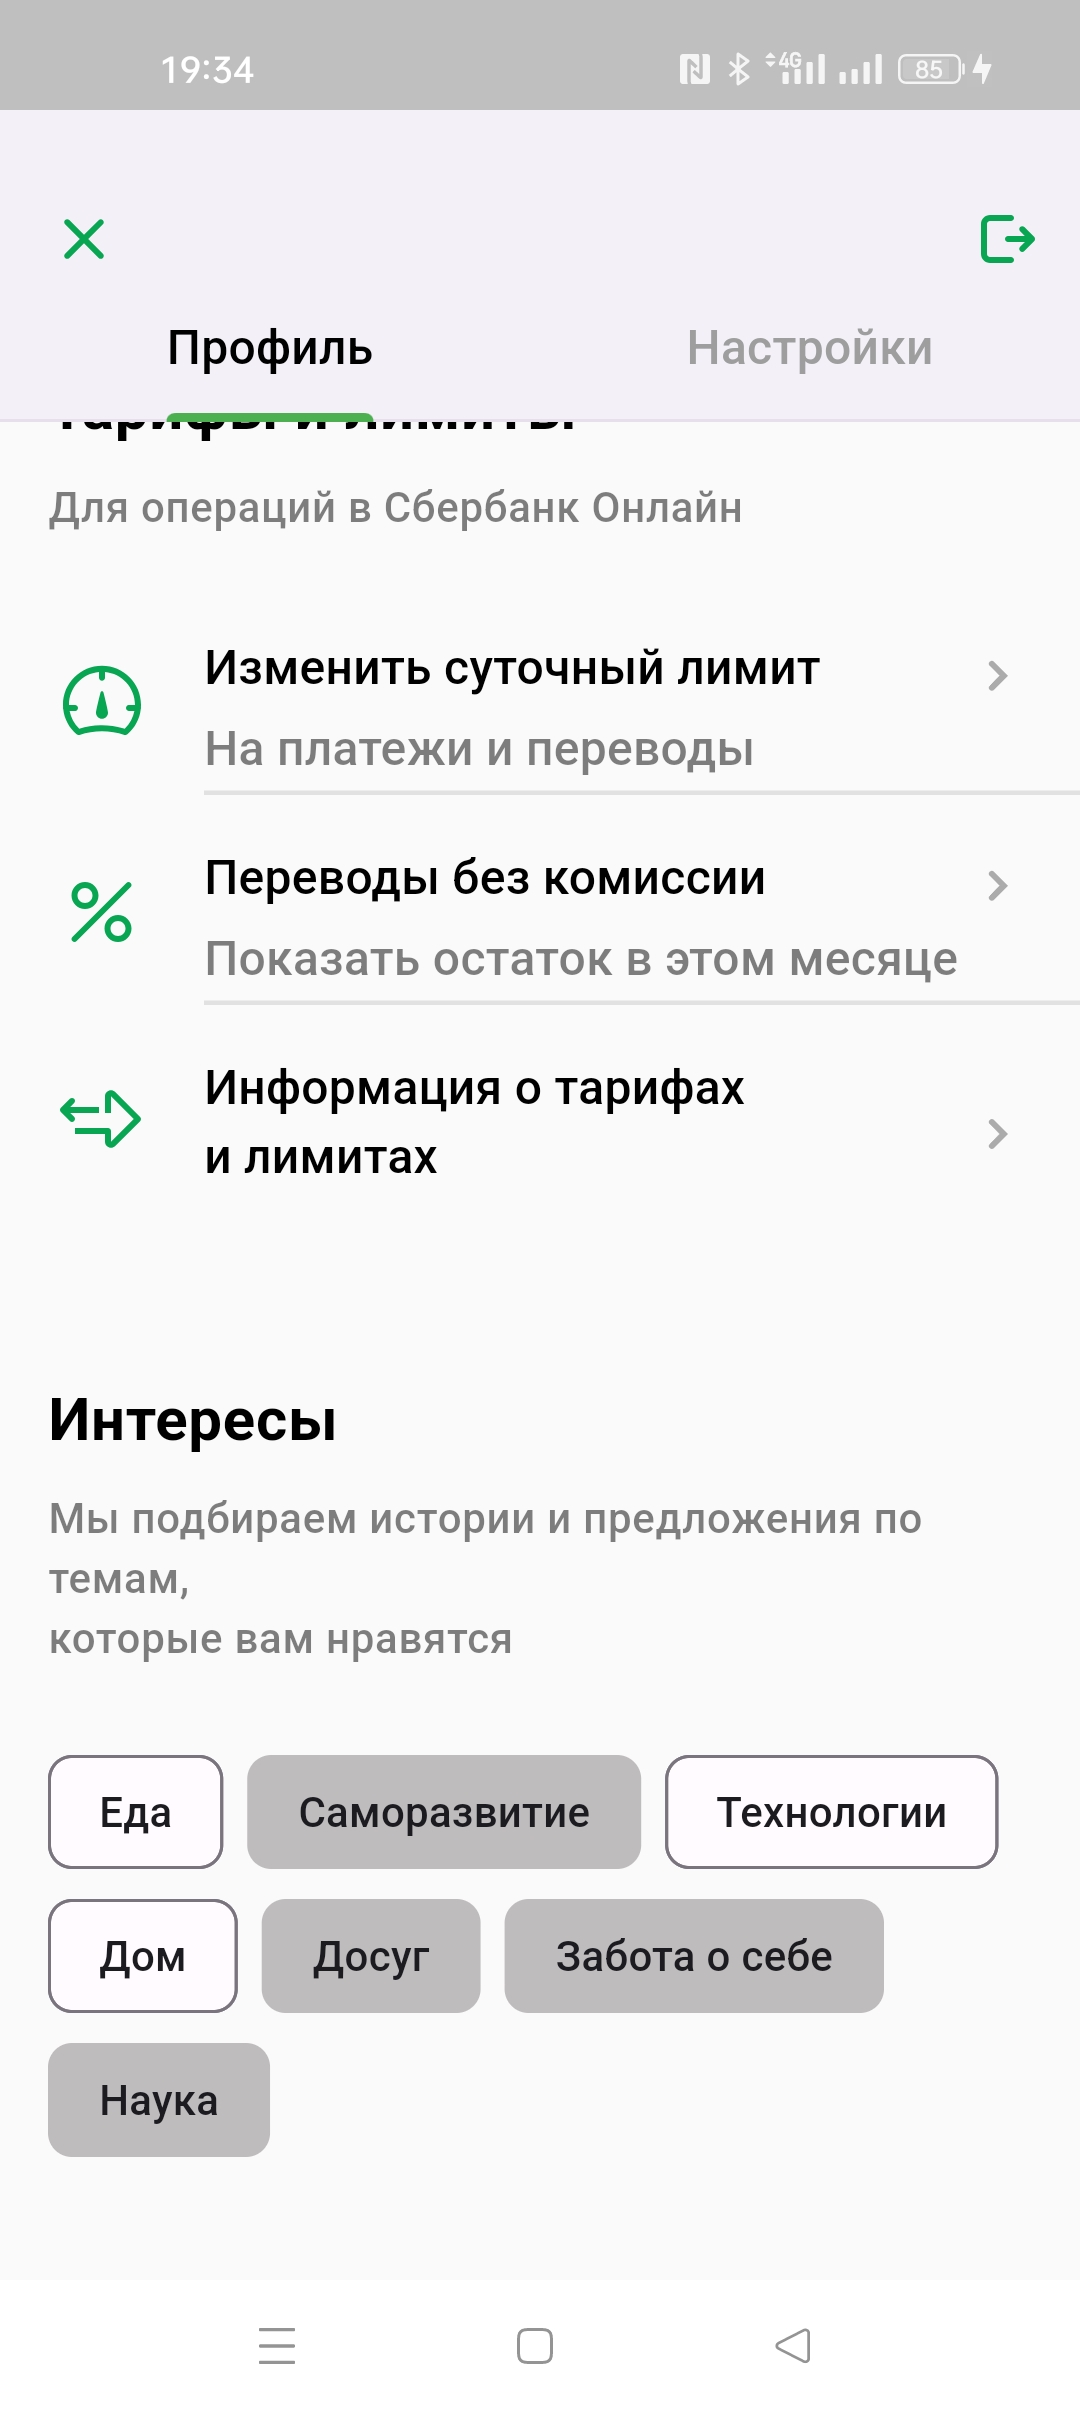 19:34
4G
85
Профиль
Настройки
Тарифы и лимиты
Для операций в Сбербанк Онлайн
Изменить суточный лимит
На платежи и переводы
Переводы без комиссии
Показать остаток в этом месяце
Информация о тарифах
и лимитах
Интересы
Мы подбираем истории и предложения по
темам,
которые вам нравятся
Еда
Саморазвитие
Технологии
Дом
Досуг
Забота о себе
Наука